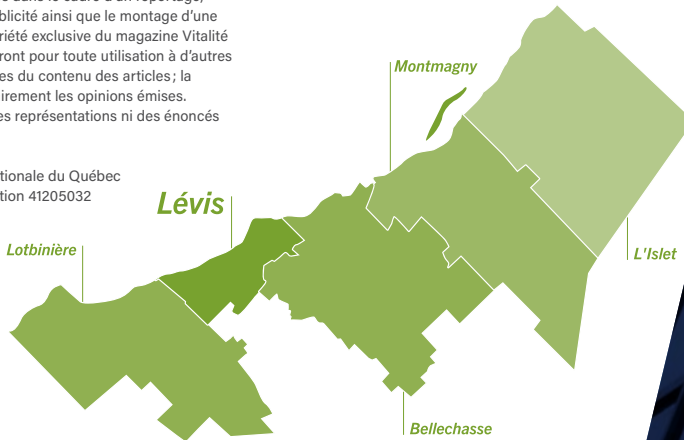 blicité ainsi que le montage d'une
riété exclusive du magazine Vitalité
ront pour toute utilisation à d'autres
es du contenu des articles ; la
irement les opinions émises.
es représentations ni des énoncés
tionale du Québec
tion 41205032
Montmagny
Lévis
Lotbinière
L'Islet
Bellechasse